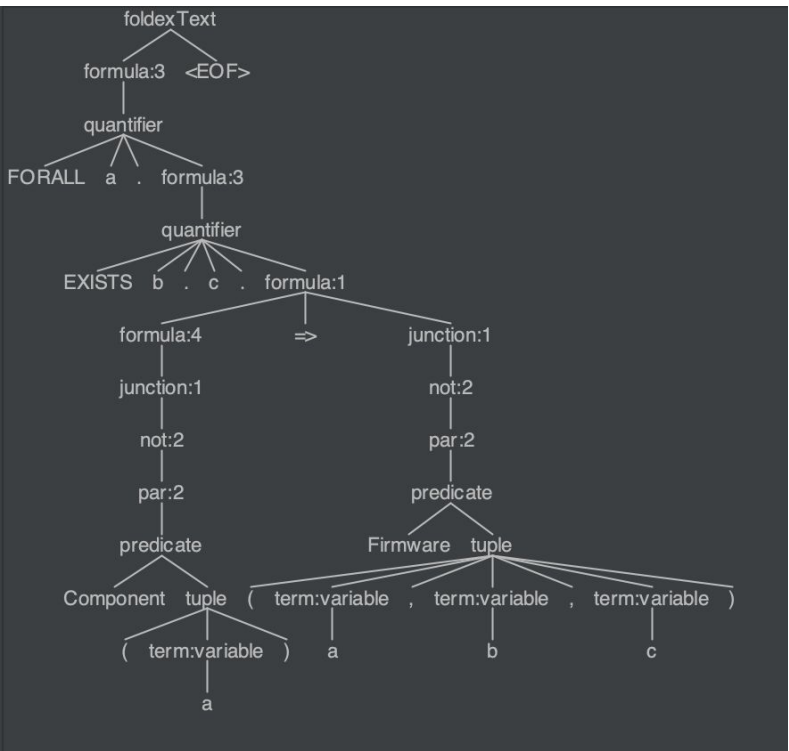 foldexText
formula:3 <EOF>
quantifier
FORALL a . formula:3
quantifier
EXISTS b . c . formula:1
formula:4 => junction:1
junction:1 not:2
not:2 par:2
par:2 predicate
predicate Firmware tuple
Component tuple ( term:variable , term:variable , term:variable )
( term:variable ) a b c
a